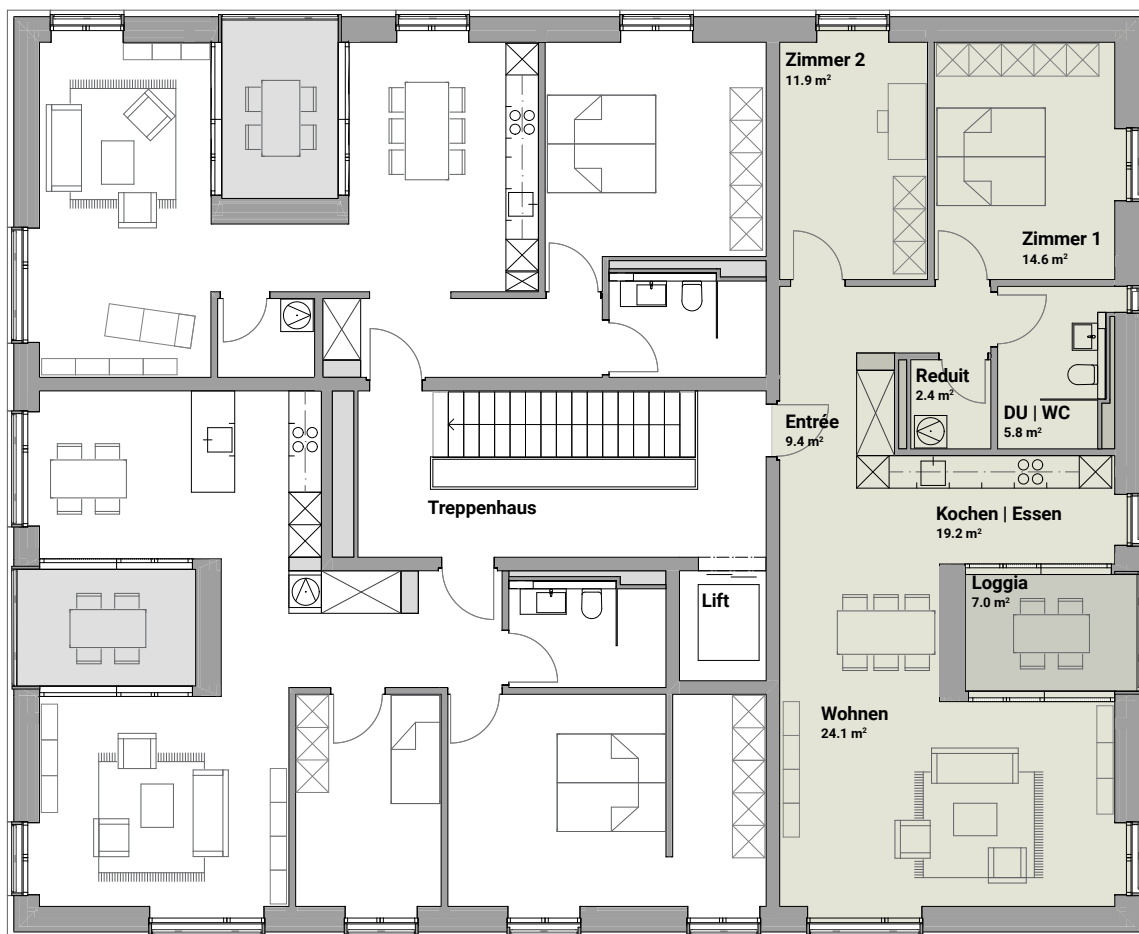 Zimmer 2
11.9 m²
Zimmer 1
14.6 m²
Reduit
2.4 m²
DU | WC
5.8 m²
Entrée
9.4 m²
Treppenhaus
Kochen | Essen
19.2 m²
Loggia
7.0 m²
Lift
Wohnen
24.1 m²